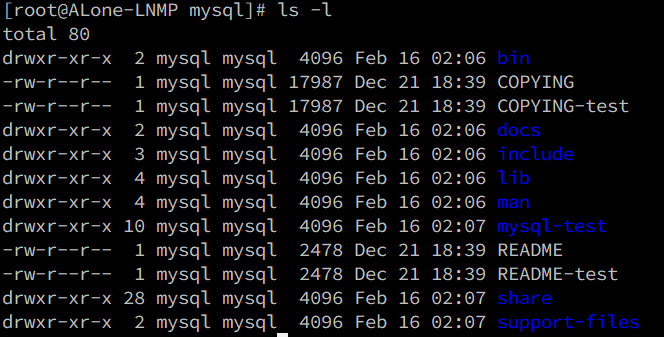 [root@ALone-LNMP mysql]# ls -l
total 80
drwxr-xr-x  2 mysql mysql  4096 Feb 16 02:06 bin
-rw-r--r--  1 mysql mysql 17987 Dec 21 18:39 COPYING
-rw-r--r--  1 mysql mysql 17987 Dec 21 18:39 COPYING-test
drwxr-xr-x  2 mysql mysql  4096 Feb 16 02:06 docs
drwxr-xr-x  3 mysql mysql  4096 Feb 16 02:06 include
drwxr-xr-x  4 mysql mysql  4096 Feb 16 02:06 lib
drwxr-xr-x  4 mysql mysql  4096 Feb 16 02:06 man
drwxr-xr-x 10 mysql mysql  4096 Feb 16 02:07 mysql-test
-rw-r--r--  1 mysql mysql  2478 Dec 21 18:39 README
-rw-r--r--  1 mysql mysql  2478 Dec 21 18:39 README-test
drwxr-xr-x 28 mysql mysql  4096 Feb 16 02:07 share
drwxr-xr-x  2 mysql mysql  4096 Feb 16 02:07 support-files